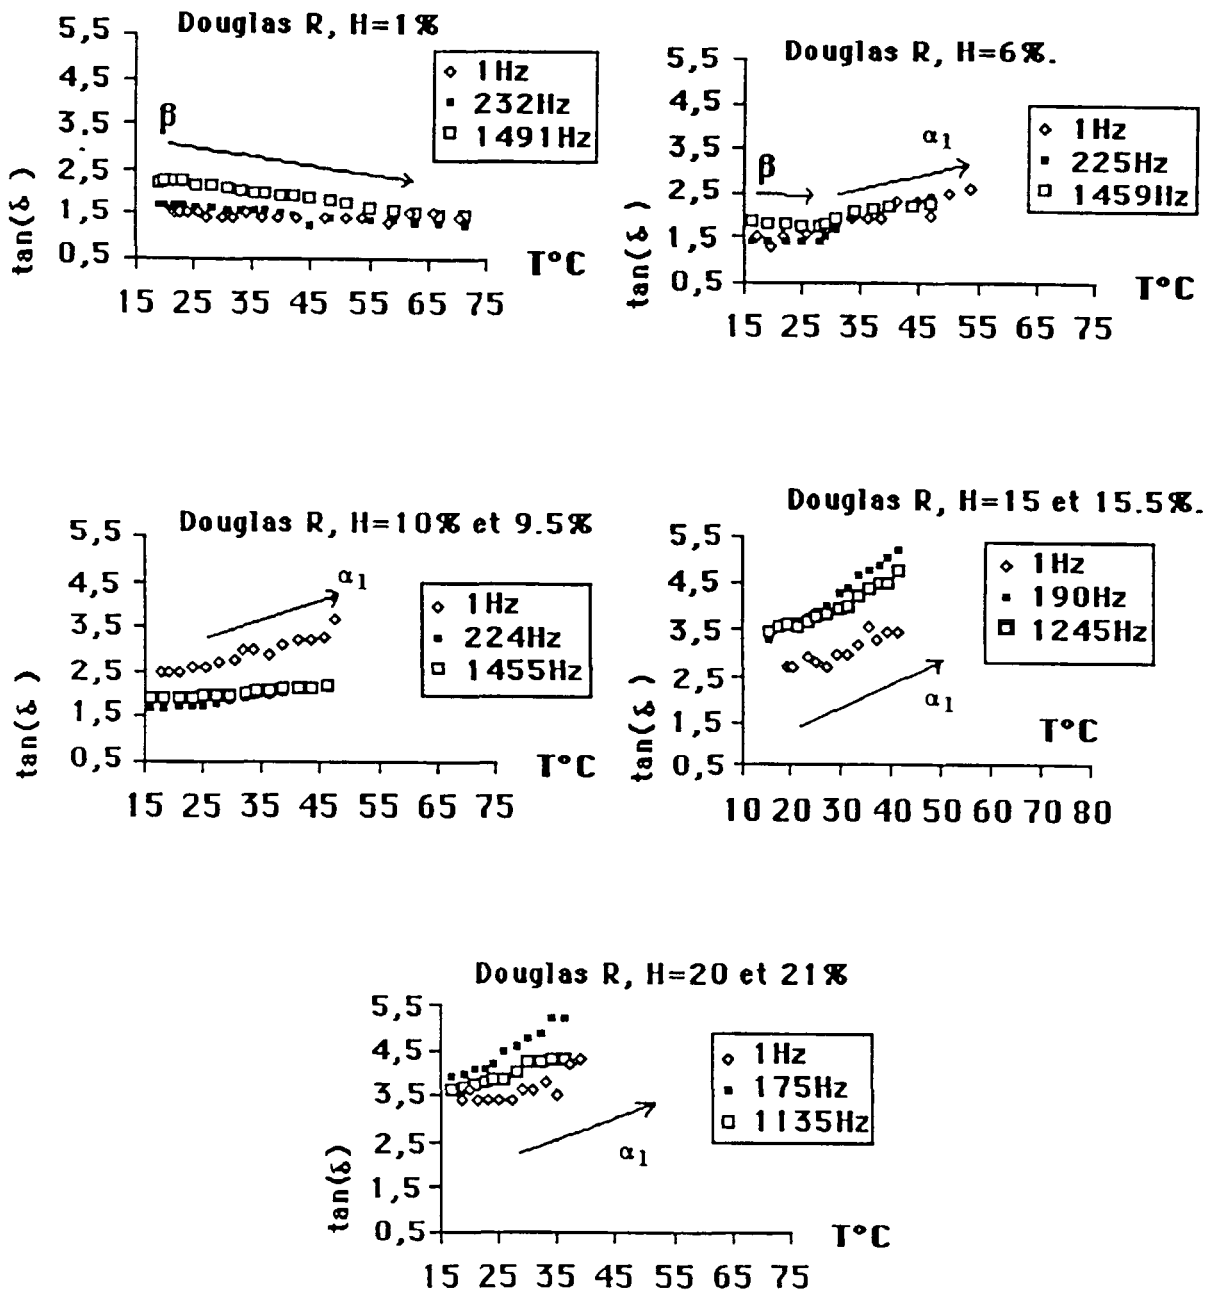 Douglas R, H=1%
5,5
4,5
3,5
2,5
1,5
0,5
tan(δ)
β
1Hz
232Hz
1491Hz
T°C
15 25 35 45 55 65 75
Douglas R, H=6%.
5,5
4,5
3,5
2,5
1,5
0,5
tan(δ)
β
α1
1Hz
225Hz
1459Hz
T°C
15 25 35 45 55 65 75
Douglas R, H=10% et 9.5%
5,5
4,5
3,5
2,5
1,5
0,5
tan(δ)
α1
1Hz
224Hz
1455Hz
T°C
15 25 35 45 55 65 75
Douglas R, H=15 et 15.5%.
5,5
4,5
3,5
2,5
1,5
0,5
tan(δ)
α1
1Hz
190Hz
1245Hz
T°C
10 20 30 40 50 60 70 80
Douglas R, H=20 et 21%
5,5
4,5
3,5
2,5
1,5
0,5
tan(δ)
α1
1Hz
175Hz
1135Hz
T°C
15 25 35 45 55 65 75